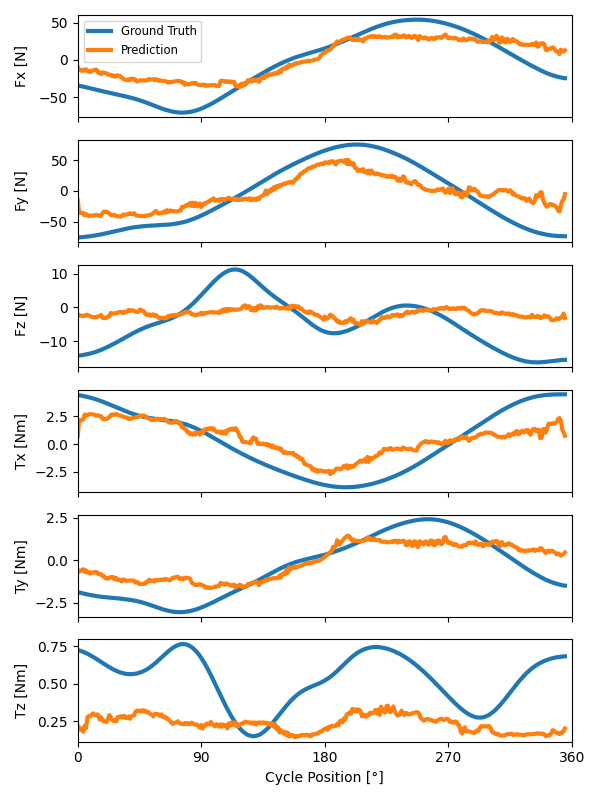 Fx [N]
50
0
−50
Ground Truth
Prediction
Fy [N]
50
0
−50
Fz [N]
10
0
−10
Tx [Nm]
2.5
0.0
−2.5
Ty [Nm]
2.5
0.0
−2.5
Tz [Nm]
0.75
0.50
0.25
0 90 180 270 360
Cycle Position [°]